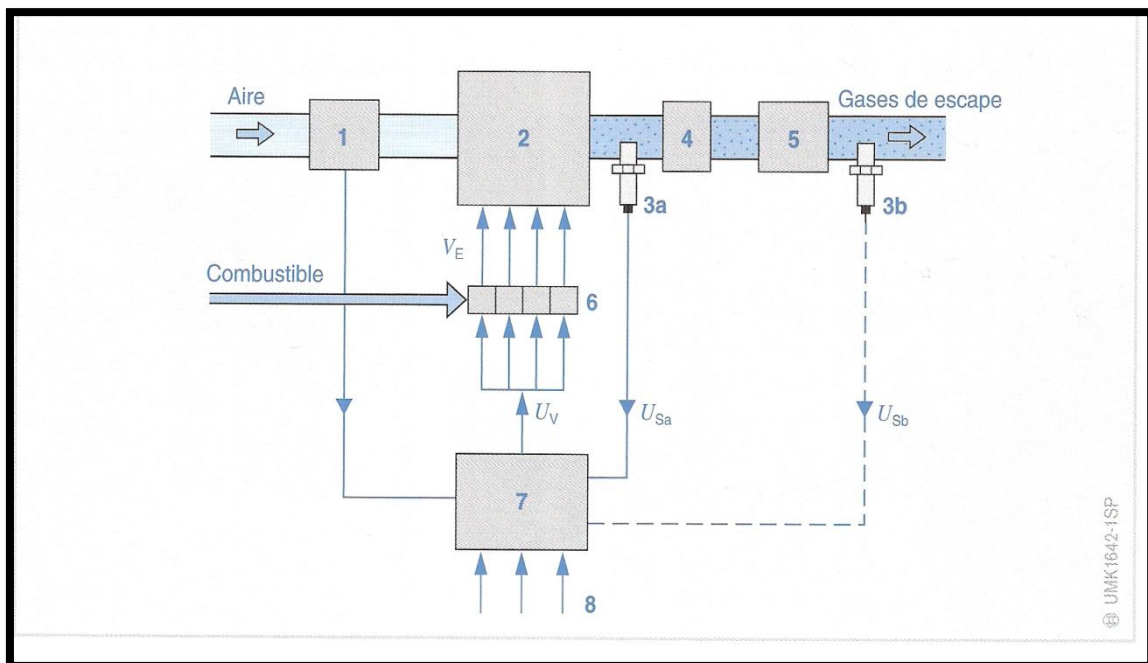 Aire
1
2
4
5
Gases de escape
3a
3b
V_E
Combustible
6
U_V
U_Sa
U_Sb
7
8
UMK1642-1SP